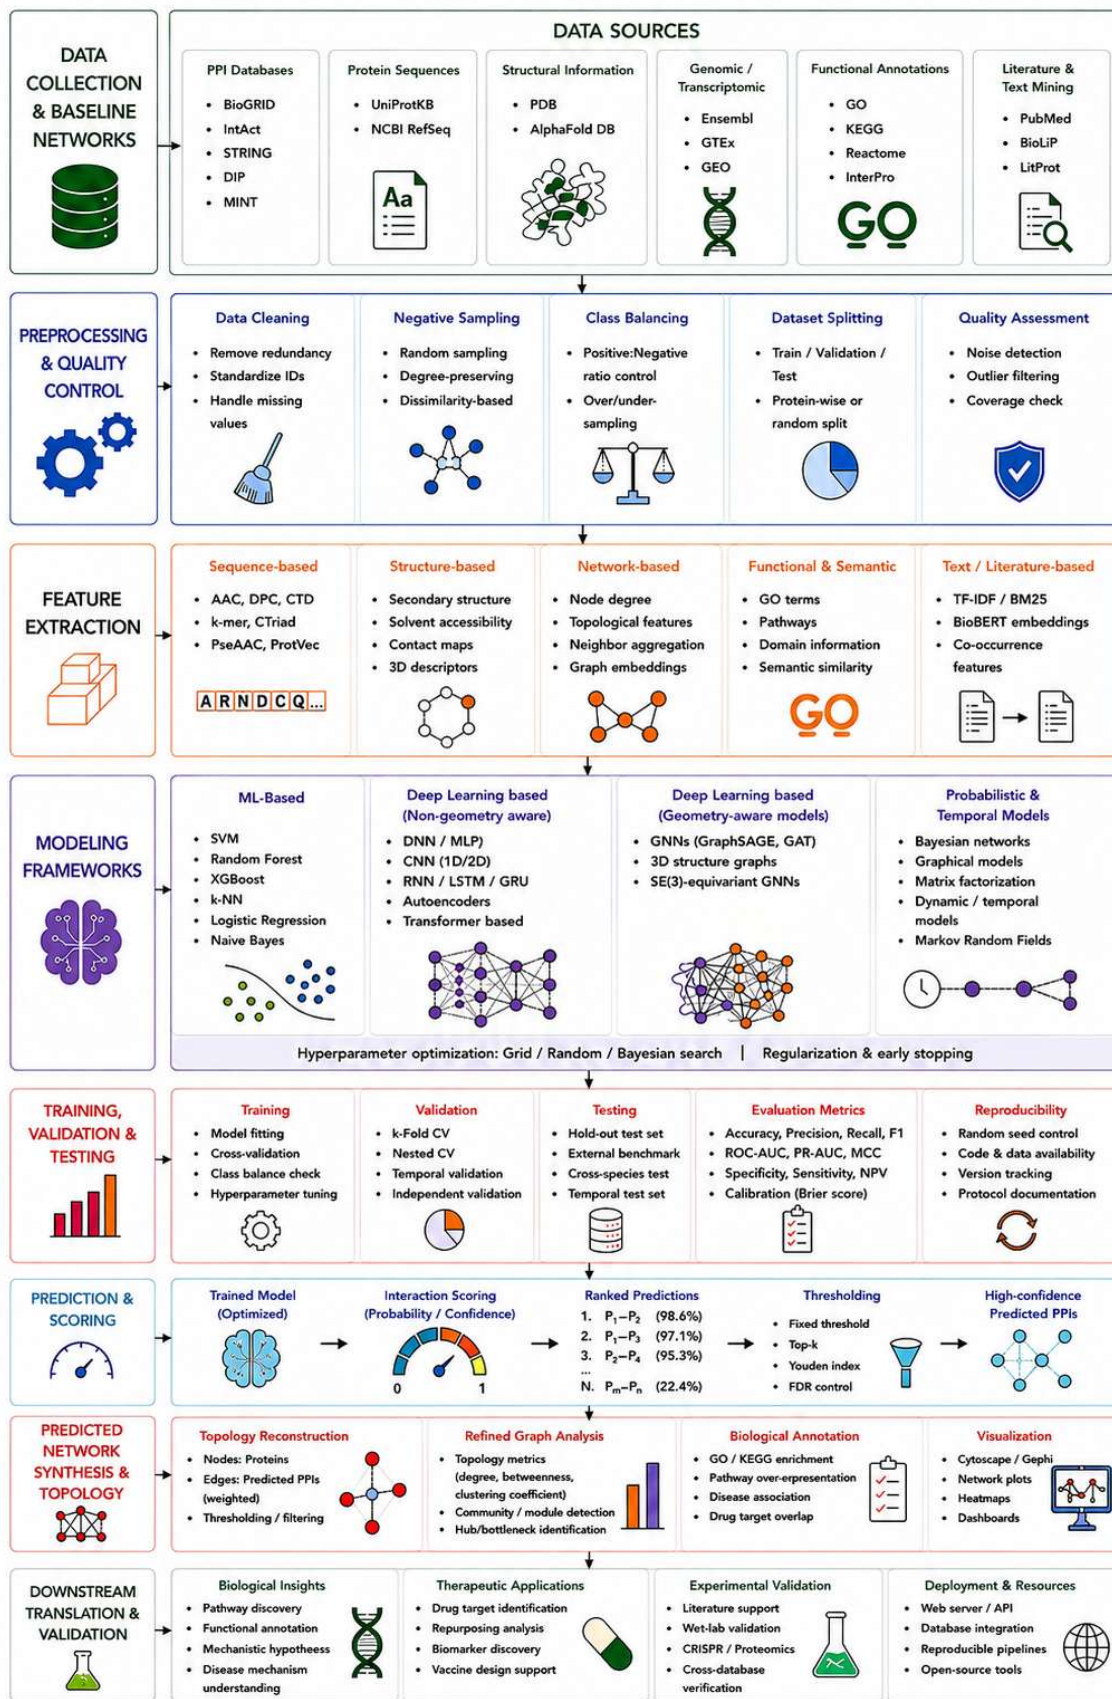 DATA
COLLECTION
& BASELINE
NETWORKS
DATA SOURCES
PPI Databases
• BioGRID
• IntAct
• STRING
• DIP
• MINT
Protein Sequences
• UniProtKB
• NCBI RefSeq
Aa
Structural Information
• PDB
• AlphaFold DB
Genomic /
Transcriptomic
• Ensembl
• GTEx
• GEO
Functional Annotations
• GO
• KEGG
• Reactome
• InterPro
GO
Literature &
Text Mining
• PubMed
• BioLiP
• LitProt
PREPROCESSING
& QUALITY
CONTROL
Data Cleaning
• Remove redundancy
• Standardize IDs
• Handle missing
values
Negative Sampling
• Random sampling
• Degree-preserving
• Dissimilarity-based
Class Balancing
• Positive:Negative
ratio control
• Over/under-
sampling
Dataset Splitting
• Train / Validation /
Test
• Protein-wise or
random split
Quality Assessment
• Noise detection
• Outlier filtering
• Coverage check
FEATURE
EXTRACTION
Sequence-based
• AAC, DPC, CTD
• k-mer, CTriad
• PseAAC, ProtVec
A R N D C Q ...
Structure-based
• Secondary structure
• Solvent accessibility
• Contact maps
• 3D descriptors
Network-based
• Node degree
• Topological features
• Neighbor aggregation
• Graph embeddings
Functional & Semantic
• GO terms
• Pathways
• Domain information
• Semantic similarity
GO
Text / Literature-based
• TF-IDF / BM25
• BioBERT embeddings
• Co-occurrence
features
MODELING
FRAMEWORKS
ML-Based
• SVM
• Random Forest
• XGBoost
• k-NN
• Logistic Regression
• Naive Bayes
Deep Learning based
(Non-geometry aware)
• DNN / MLP)
• CNN (1D/2D)
• RNN / LSTM / GRU
• Autoencoders
• Transformer based
Deep Learning based
(Geometry-aware models)
• GNNs (GraphSAGE, GAT)
• 3D structure graphs
• SE(3)-equivariant GNNs
Probabilistic &
Temporal Models
• Bayesian networks
• Graphical models
• Matrix factorization
• Dynamic / temporal
models
• Markov Random Fields
Hyperparameter optimization: Grid / Random / Bayesian search | Regularization & early stopping
TRAINING,
VALIDATION &
TESTING
Training
• Model fitting
• Cross-validation
• Class balance check
• Hyperparameter tuning
Validation
• k-Fold CV
• Nested CV
• Temporal validation
• Independent validation
Testing
• Hold-out test set
• External benchmark
• Cross-species test
• Temporal test set
Evaluation Metrics
• Accuracy, Precision, Recall, F1
• ROC-AUC, PR-AUC, MCC
• Specificity, Sensitivity, NPV
• Calibration (Brier score)
Reproducibility
• Random seed control
• Code & data availability
• Version tracking
• Protocol documentation
PREDICTION &
SCORING
Trained Model
(Optimized)
Interaction Scoring
(Probability / Confidence)
0 1
Ranked Predictions
1. P₁–P₂ (98.6%)
2. P₁–P₃ (97.1%)
3. P₂–P₄ (95.3%)
...
N. Pₘ–Pₙ (22.4%)
Thresholding
• Fixed threshold
• Top-k
• Youden index
• FDR control
High-confidence
Predicted PPIs
PREDICTED
NETWORK
SYNTHESIS &
TOPOLOGY
Topology Reconstruction
• Nodes: Proteins
• Edges: Predicted PPIs
(weighted)
• Thresholding / filtering
Refined Graph Analysis
• Topology metrics
(degree, betweenness,
clustering coefficient)
• Community / module detection
• Hub/bottleneck identification
Biological Annotation
• GO / KEGG enrichment
• Pathway over-erpresentation
• Disease association
• Drug target overlap
Visualization
• Cytoscape / Gephi
• Network plots
• Heatmaps
• Dashboards
DOWNSTREAM
TRANSLATION &
VALIDATION
Biological Insights
• Pathway discovery
• Functional annotation
• Mechanistic hypotheess
• Disease mechanism
understanding
Therapeutic Applications
• Drug target identification
• Repurposing analysis
• Biomarker discovery
• Vaccine design support
Experimental Validation
• Literature support
• Wet-lab validation
• CRISPR / Proteomics
• Cross-database
verification
Deployment & Resources
• Web server / API
• Database integration
• Reproducible pipelines
• Open-source tools